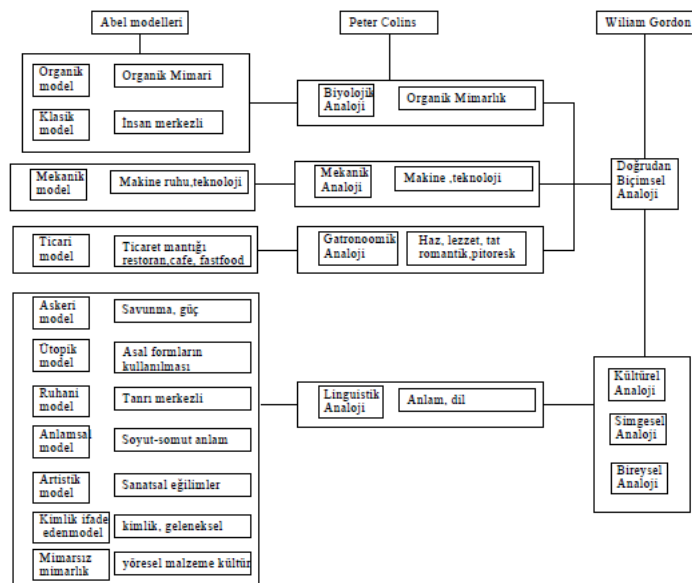 Abel modelleri
Peter Colins
Wiliam Gordon
Organik
model
Organik Mimari
Klasik
model
İnsan merkezli
Biyolojik
Analoji
Organik Mimarlık
Mekanik
model
Makine ruhu,teknoloji
Mekanik
Analoji
Makine ,teknoloji
Doğrudan
Biçimsel
Analoji
Ticari
model
Ticaret mantığı
restoran,cafe, fastfood
Gatronoomik
Analoji
Haz, lezzet, tat
romantik,pitoresk
Askeri
model
Savunma, güç
Ütopik
model
Asal formların
kullanılması
Ruhani
model
Tanrı merkezli
Anlamsal
model
Soyut-somut anlam
Artistik
model
Sanatsal eğilimler
Kimlik ifade
edenmodel
kimlik, geleneksel
Mimarsız
mimarlık
yöresel malzeme kültür
Linguistik
Analoji
Anlam, dil
Kültürel
Analoji
Simgesel
Analoji
Bireysel
Analoji